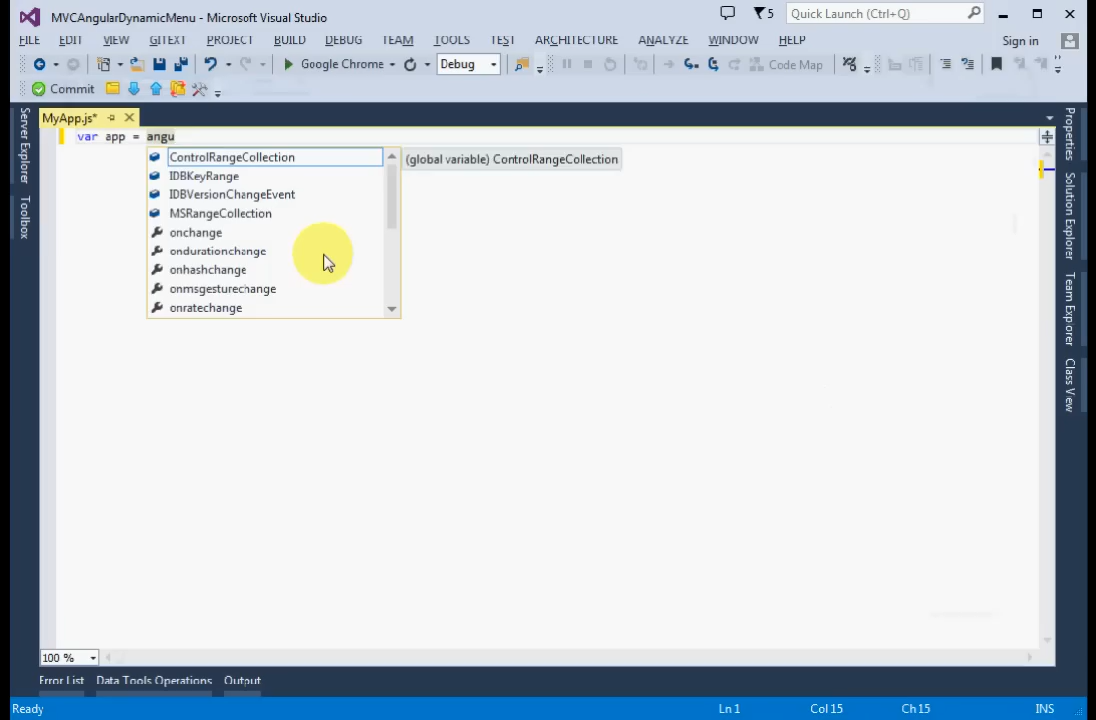 MVCAngularDynamicMenu - Microsoft Visual Studio
5
Quick Launch (Ctrl+Q)
FILE EDIT VIEW GITEXT PROJECT BUILD DEBUG TEAM TOOLS TEST ARCHITECTURE ANALYZE WINDOW HELP Sign in
Google Chrome Debug Code Map
Commit
MyApp.js*
var app = angu
ControlRangeCollection (global variable) ControlRangeCollection
IDBKeyRange
IDBVersionChangeEvent
MSRangeCollection
onchange
ondurationchange
onhashchange
onmsgesturechange
onratechange
Server Explorer
Toolbox
Properties
Solution Explorer
Team Explorer
Class View
100 %
Error List Data Tools Operations Output
Ready Ln 1 Col 15 Ch 15 INS